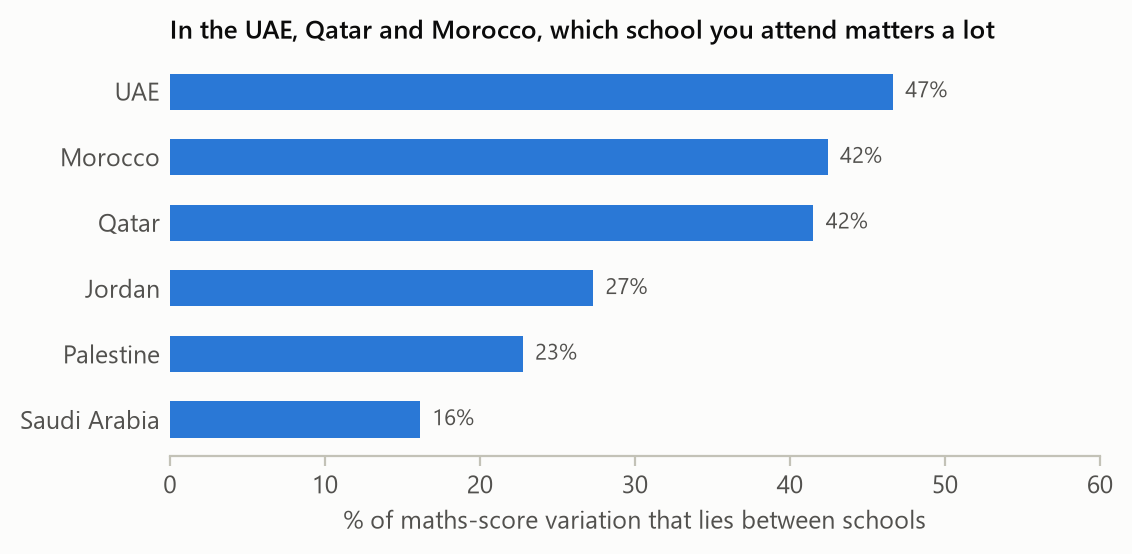 In the UAE, Qatar and Morocco, which school you attend matters a lot
UAE 47%
Morocco 42%
Qatar 42%
Jordan 27%
Palestine 23%
Saudi Arabia 16%
0 10 20 30 40 50 60
% of maths-score variation that lies between schools